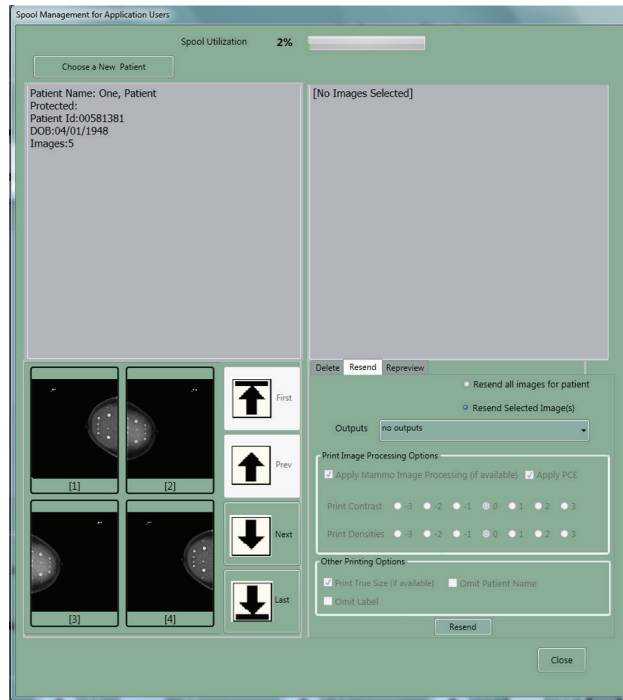 Spool Management for Application Users
Spool Utilization 2%
Choose a New Patient
Patient Name: One, Patient
Protected:
Patient Id:00581381
DOB:04/01/1948
Images:5
[No Images Selected]
[1] [2]
[3] [4]
First
Prev
Next
Last
Delete Resend Repreview
Resend all images for patient
Resend Selected Image(s)
Outputs no outputs
Print Image Processing Options
Apply Mammo Image Processing (if available) Apply PCE
Print Contrast -3 -2 -1 0 1 2 3
Print Densities -3 -2 -1 0 1 2 3
Other Printing Options
Print True Size (if available) Omit Patient Name
Omit Label
Resend
Close